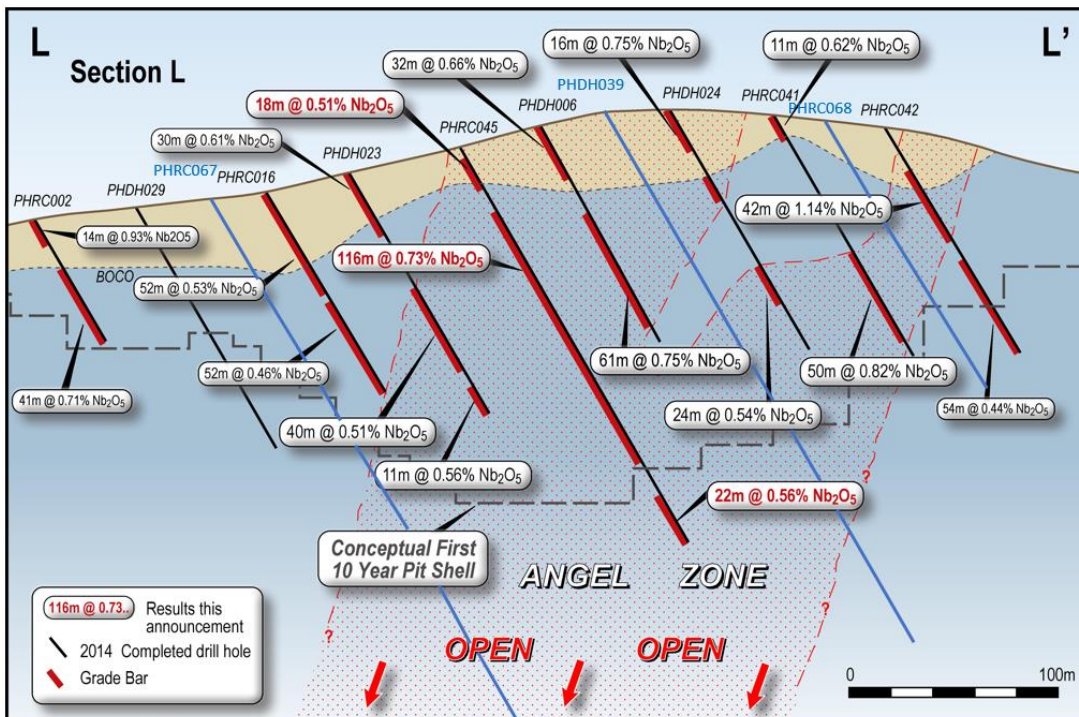 L
L’
Section L
16m @ 0.75% Nb₂O₅
11m @ 0.62% Nb₂O₅
32m @ 0.66% Nb₂O₅
PHDH039
PHDH024
PHRC041
PHRC068
PHRC042
18m @ 0.51% Nb₂O₅
PHDH006
PHRC045
30m @ 0.61% Nb₂O₅
PHDH023
PHRC067
PHRC016
PHDH029
PHRC002
14m @ 0.93% Nb2O5
42m @ 1.14% Nb₂O₅
116m @ 0.73% Nb₂O₅
BOCO
52m @ 0.53% Nb₂O₅
61m @ 0.75% Nb₂O₅
50m @ 0.82% Nb₂O₅
52m @ 0.46% Nb₂O₅
41m @ 0.71% Nb₂O₅
54m @ 0.44% Nb₂O₅
24m @ 0.54% Nb₂O₅
40m @ 0.51% Nb₂O₅
11m @ 0.56% Nb₂O₅
22m @ 0.56% Nb₂O₅
?
Conceptual First
10 Year Pit Shell
ANGEL ZONE
116m @ 0.73..
Results this
announcement
2014 Completed drill hole
Grade Bar
?
?
OPEN
OPEN
0
100m